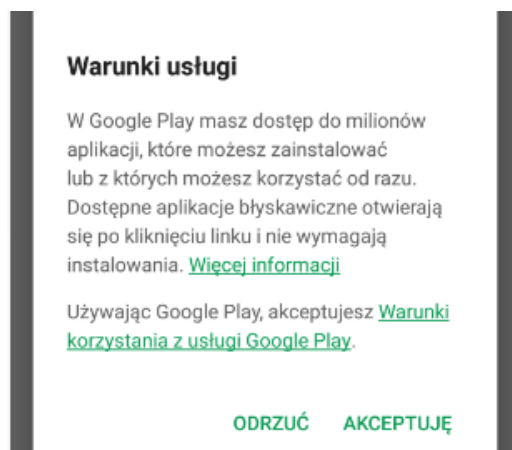 Warunki usługi
W Google Play masz dostęp do milionów
aplikacji, które możesz zainstalować
lub z których możesz korzystać od razu.
Dostępne aplikacje błyskawiczne otwierają
się po kliknięciu linku i nie wymagają
instalowania. Więcej informacji
Używając Google Play, akceptujesz Warunki
korzystania z usługi Google Play.
ODRZUĆ AKCEPTUJĘ